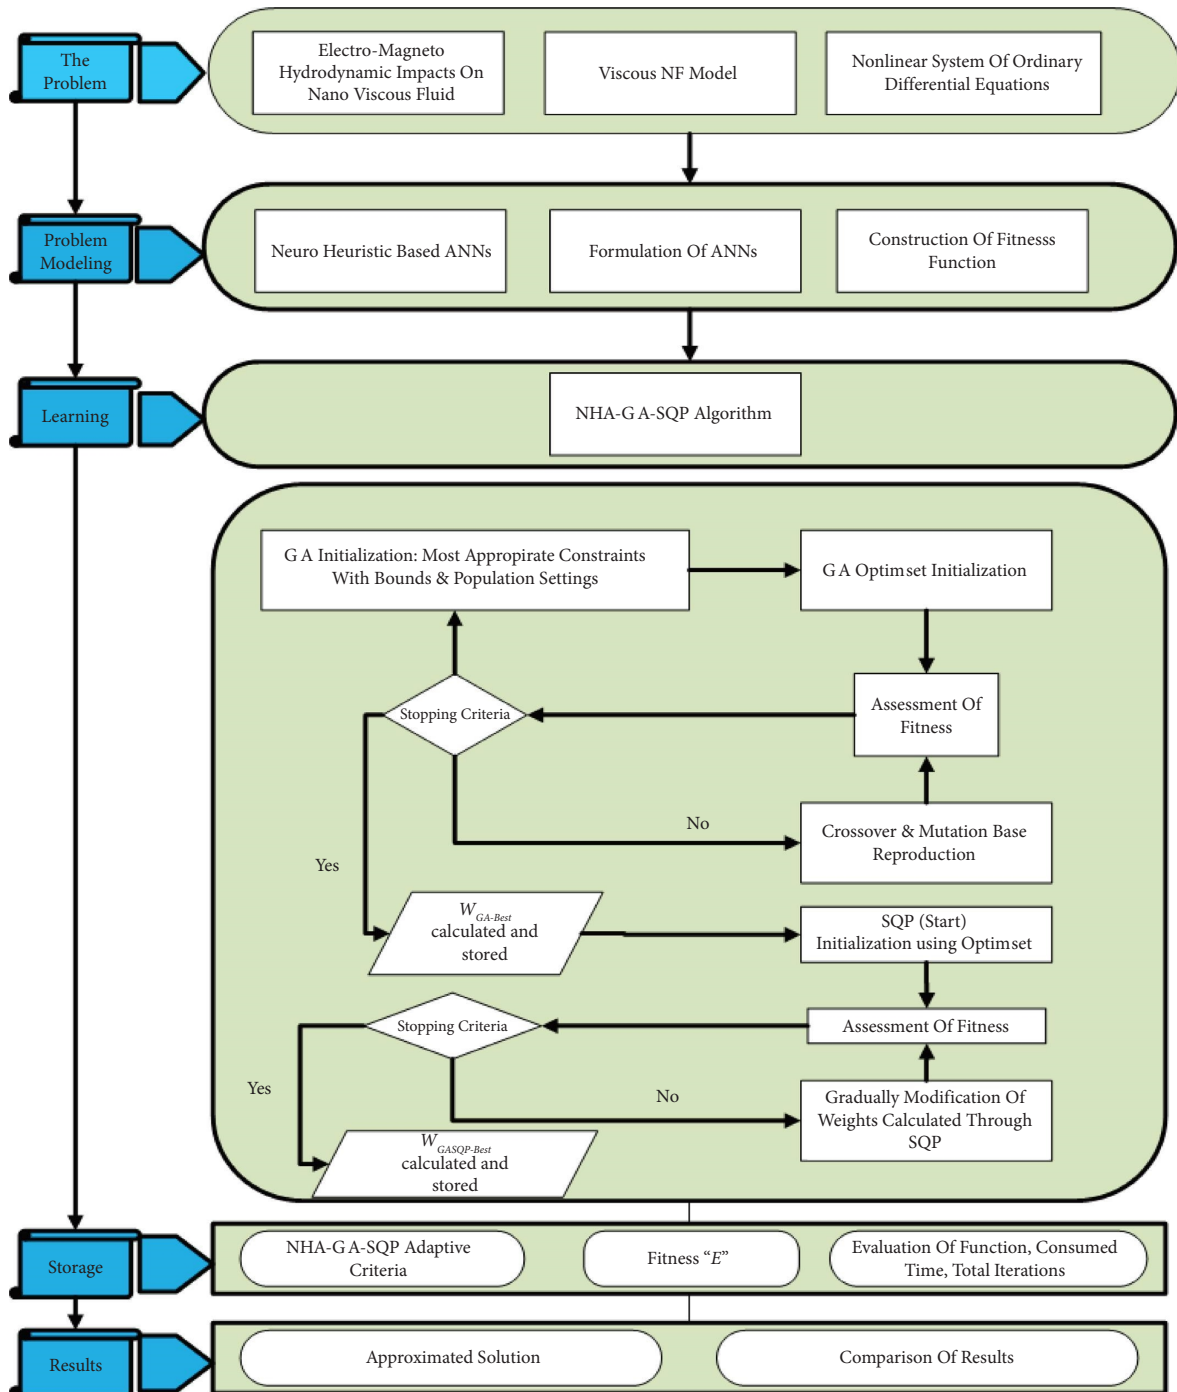 The
Problem
Electro-Magneto
Hydrodynamic Impacts On
Nano Viscous Fluid
Viscous NF Model
Nonlinear System Of Ordinary
Differential Equations
Problem
Modeling
Neuro Heuristic Based ANNs
Formulation Of ANNs
Construction Of Fitnesss
Function
Learning
NHA-GA-SQP Algorithm
GA Initialization: Most Appropirate Constraints
With Bounds & Population Settings
GA Optimset Initialization
Stopping Criteria
Assessment Of
Fitness
No
Crossover & Mutation Base
Reproduction
Yes
W GA-Best
calculated and
stored
SQP (Start)
Initialization using Optimset
Stopping Criteria
Assessment Of Fitness
Yes
No
Gradually Modification Of
Weights Calculated Through
SQP
W GASQP-Best
calculated and
stored
Storage
NHA-GA-SQP Adaptive
Criteria
Fitness “E”
Evaluation Of Function, Consumed
Time, Total Iterations
Results
Approximated Solution
Comparison Of Results